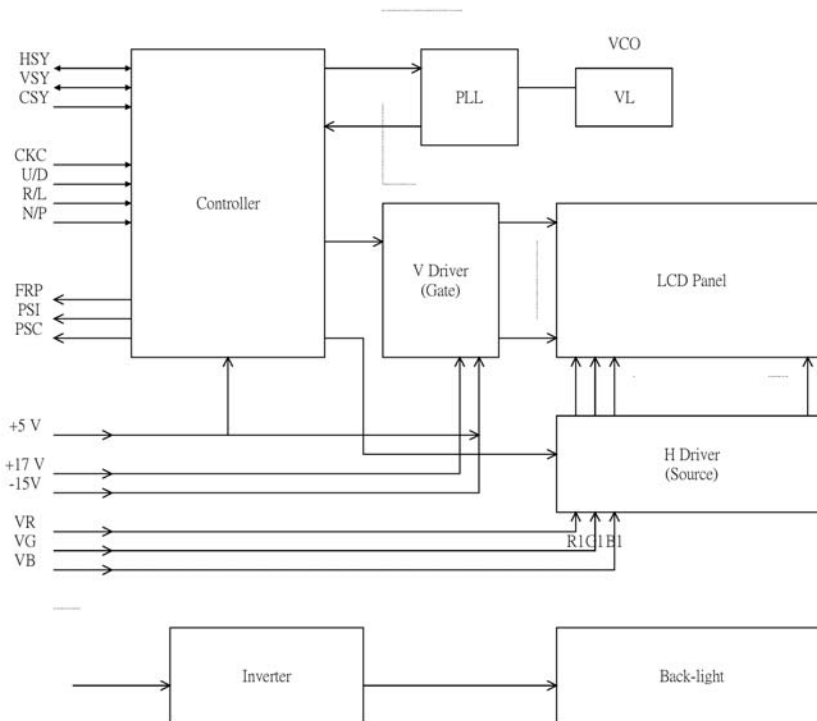 VCO
HSY
VSY
CSY
PLL
VL
CKC
U/D
R/L
N/P
Controller
V Driver
(Gate)
LCD Panel
FRP
PSI
PSC
+5 V
+17 V
-15V
H Driver
(Source)
VR
VG
VB
R1G1B1
Inverter
Back-light